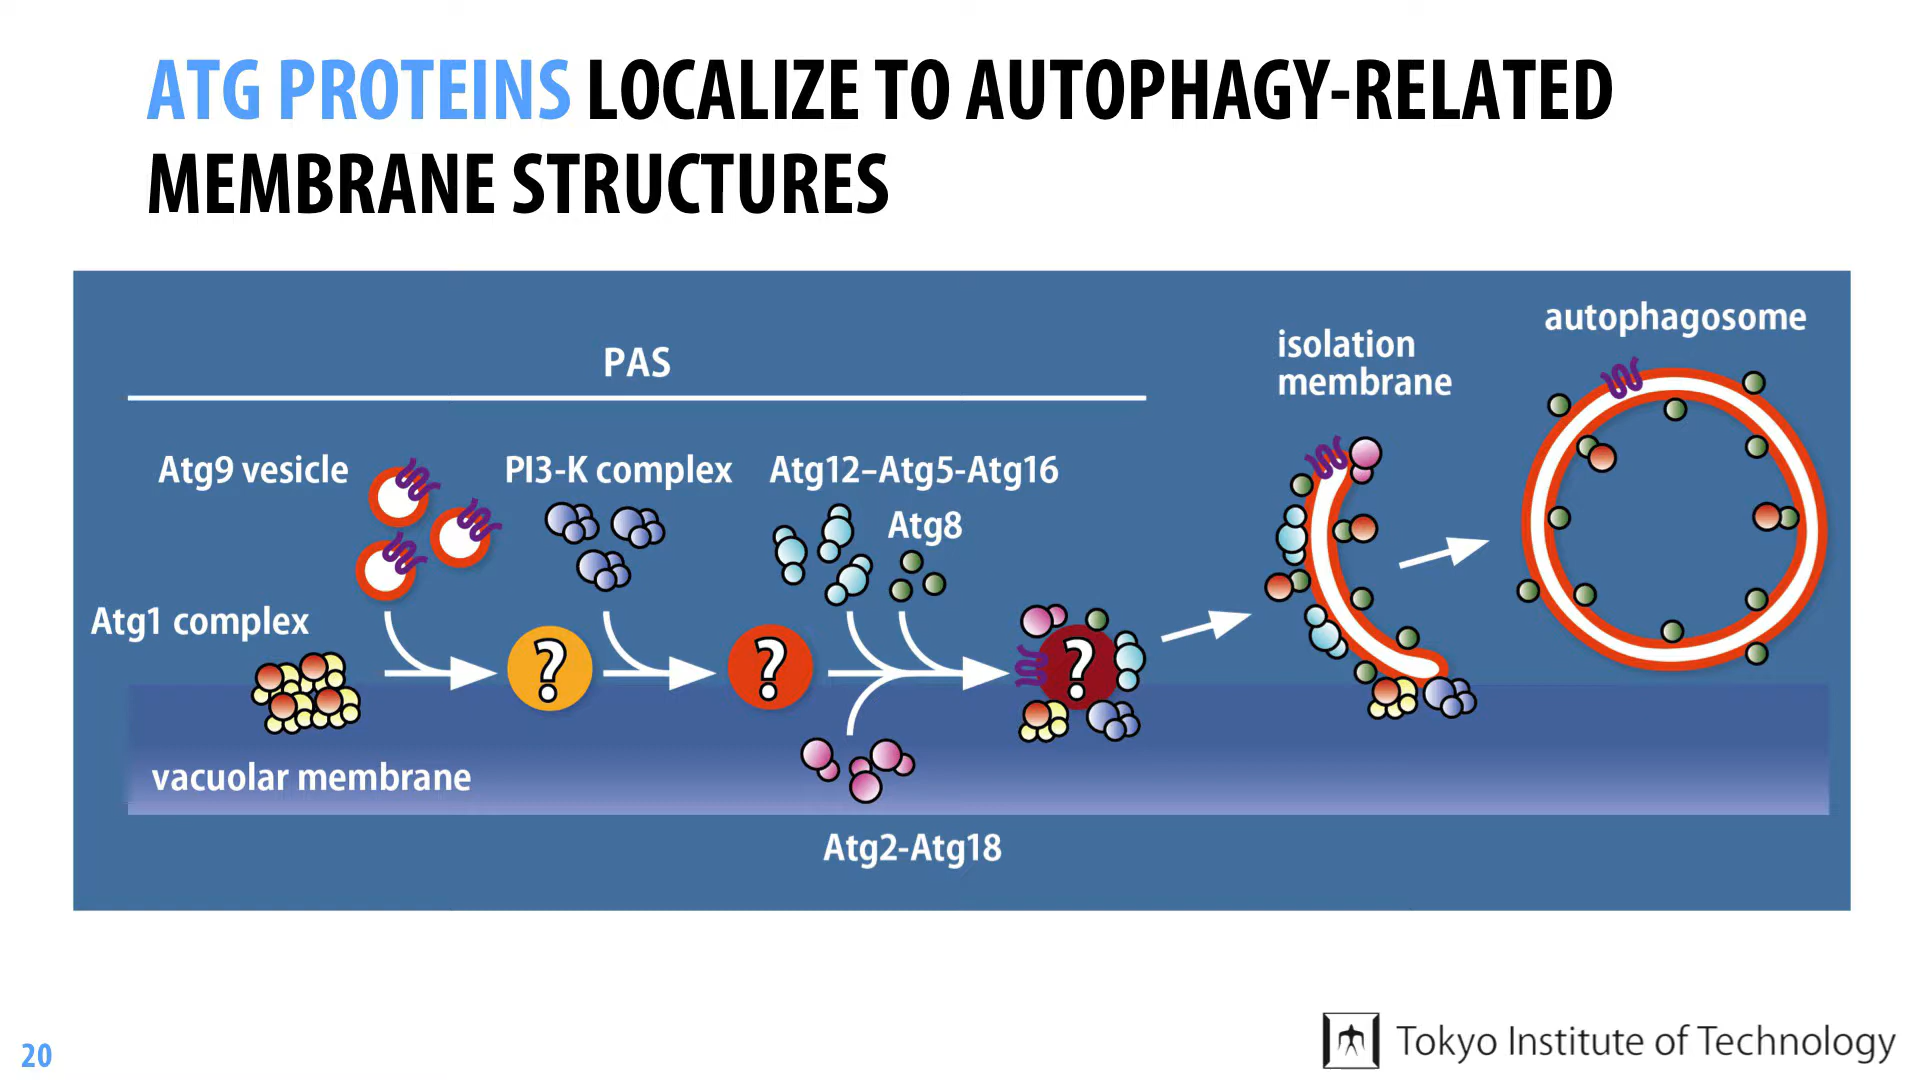 ATG PROTEINS LOCALIZE TO AUTOPHAGY-RELATED
MEMBRANE STRUCTURES
autophagosome
isolation
membrane
PAS
Atg9 vesicle
PI3-K complex
Atg12–Atg5-Atg16
Atg8
Atg1 complex
?
?
?
vacuolar membrane
Atg2-Atg18
20
Tokyo Institute of Technology